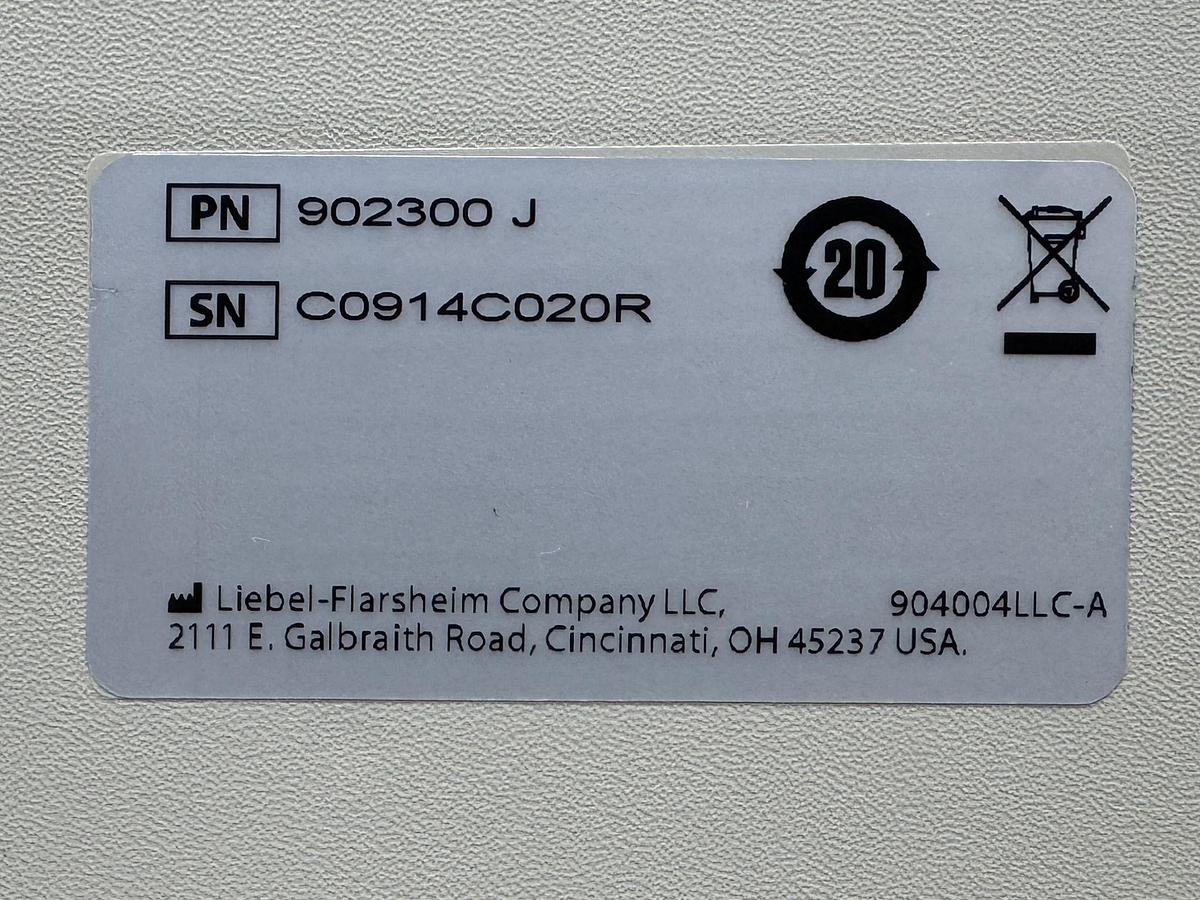 PN 902300 J
SN C0914C020R
20
Liebel-Flarsheim Company LLC, 904004LLC-A
2111 E. Galbraith Road, Cincinnati, OH 45237 USA.